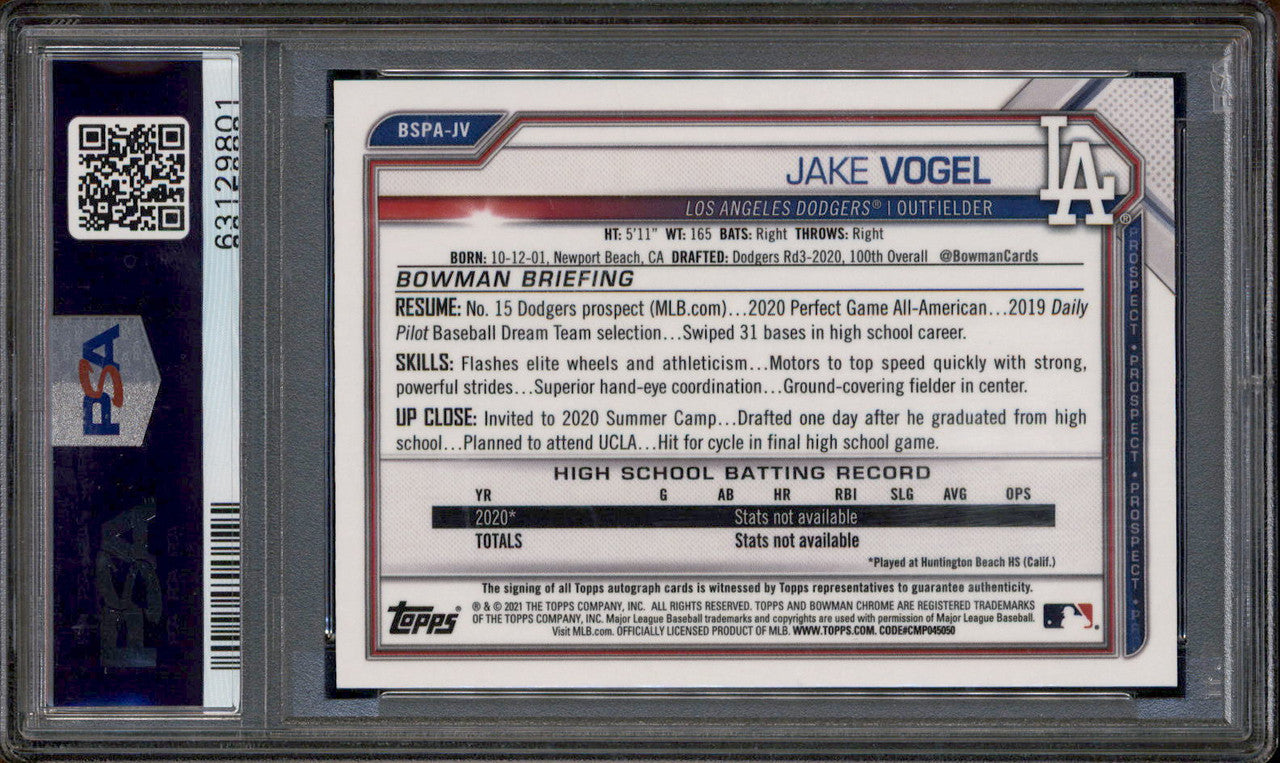 63129801
PSA
BSPA-JV
LA
JAKE VOGEL
LOS ANGELES DODGERS® | OUTFIELDER
HT: 5'11" WT: 165 BATS: Right THROWS: Right
BORN: 10-12-01, Newport Beach, CA DRAFTED: Dodgers Rd3-2020, 100th Overall @BowmanCards
BOWMAN BRIEFING
RESUME: No. 15 Dodgers prospect (MLB.com)...2020 Perfect Game All-American...2019 Daily
Pilot Baseball Dream Team selection...Swiped 31 bases in high school career.
SKILLS: Flashes elite wheels and athleticism...Motors to top speed quickly with strong,
powerful strides...Superior hand-eye coordination...Ground-covering fielder in center.
UP CLOSE: Invited to 2020 Summer Camp...Drafted one day after he graduated from high
school...Planned to attend UCLA...Hit for cycle in final high school game.
HIGH SCHOOL BATTING RECORD
YR G AB HR RBI SLG AVG OPS
2020* Stats not available
TOTALS Stats not available
*Played at Huntington Beach HS (Calif.)
The signing of all Topps autograph cards is witnessed by Topps representatives to guarantee authenticity.
Topps
® & © 2021 THE TOPPS COMPANY, INC. ALL RIGHTS RESERVED. TOPPS AND BOWMAN CHROME ARE REGISTERED TRADEMARKS
OF THE TOPPS COMPANY, INC. Major League Baseball trademarks and copyrights are used with permission of Major League Baseball.
Visit MLB.com. OFFICIALLY LICENSED PRODUCT OF MLB. WWW.TOPPS.COM. CODE#CMP045050
PROSPECT • PROSPECT • PROSPECT •
PSA